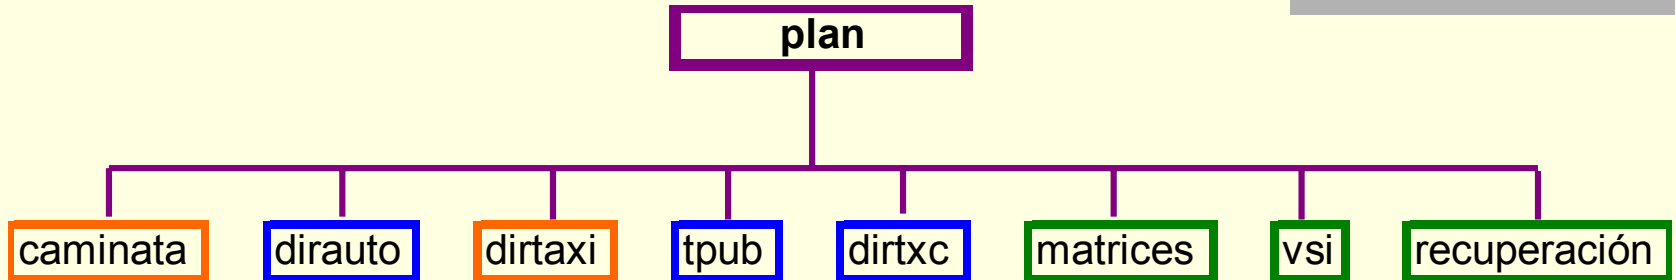 plan
caminata dirauto dirtaxi tpub dirtxc matrices vsi recuperación